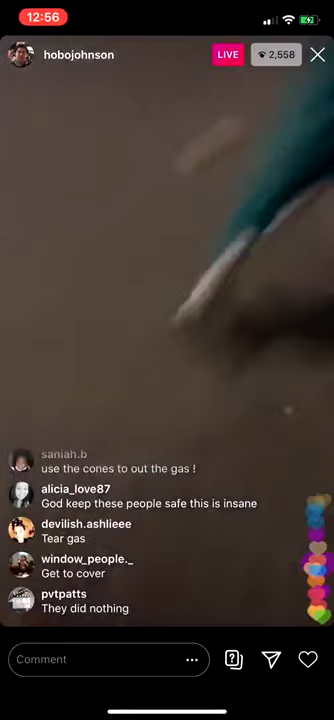 12:56
hobojohnson
LIVE
2,558
saniah.b
use the cones to out the gas !
alicia_love87
God keep these people safe this is insane
devilish.ashlieee
Tear gas
window_people._
Get to cover
pvtpatts
They did nothing
Comment